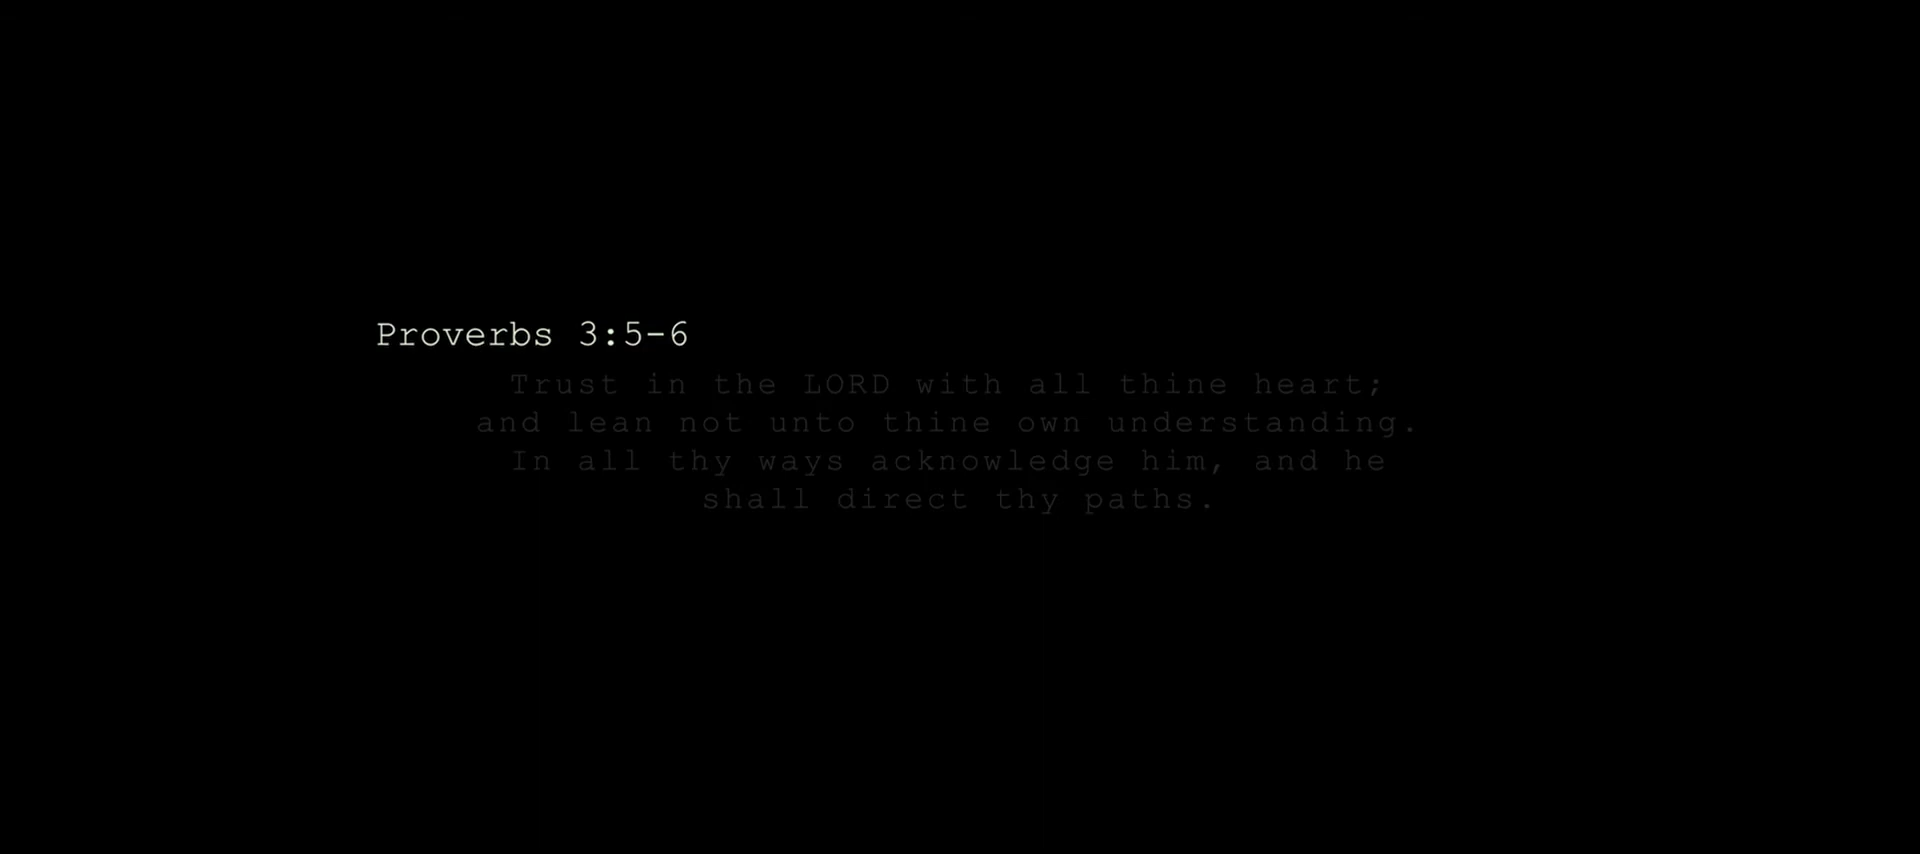 Proverbs 3:5-6
Trust in the LORD with all thine heart;
and lean not unto thine own understanding.
In all thy ways acknowledge him, and he
shall direct thy paths.